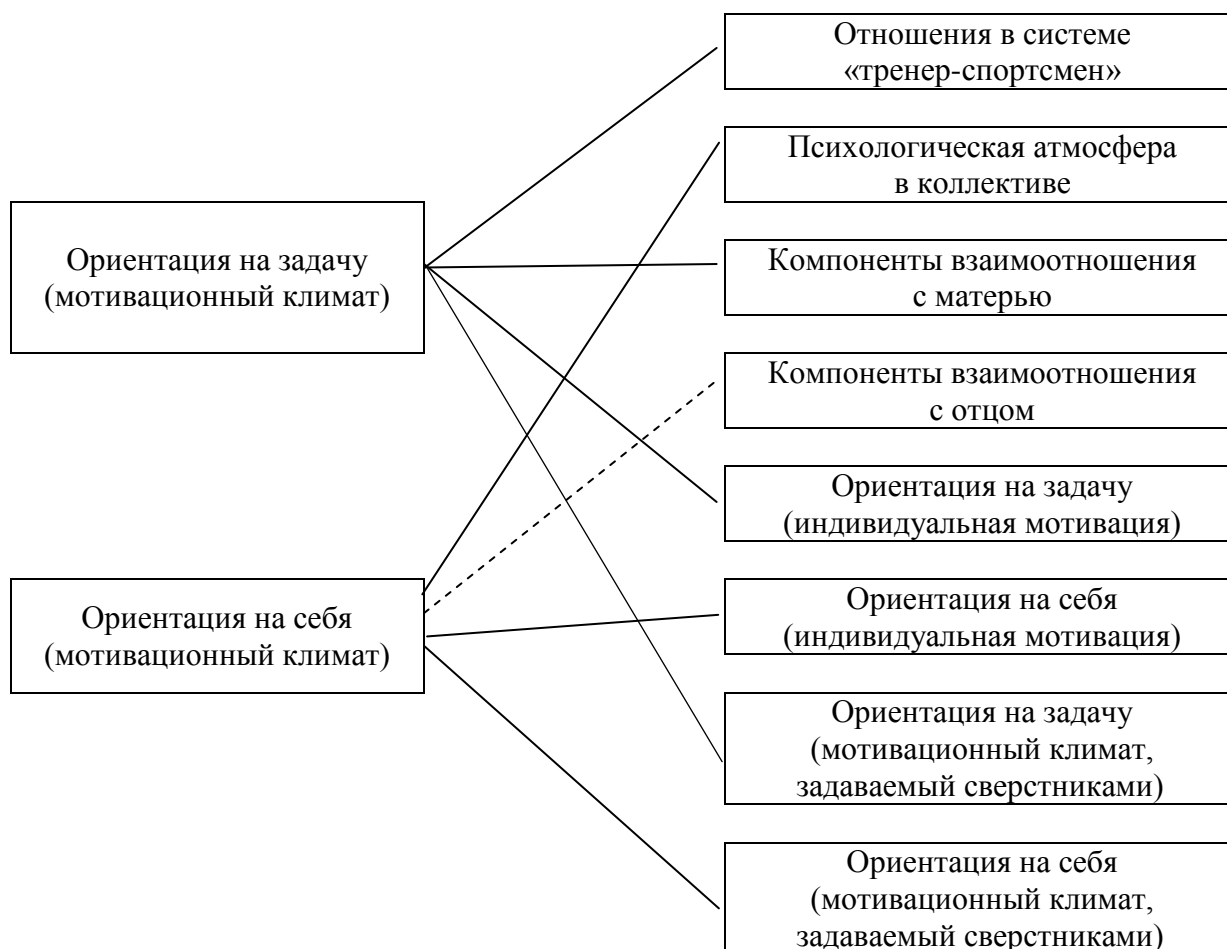 Отношения в системе
«тренер-спортсмен»
Психологическая атмосфера
в коллективе
Ориентация на задачу
(мотивационный климат)
Компоненты взаимоотношения
с матерью
Компоненты взаимоотношения
с отцом
Ориентация на задачу
(индивидуальная мотивация)
Ориентация на себя
(мотивационный климат)
Ориентация на себя
(индивидуальная мотивация)
Ориентация на задачу
(мотивационный климат,
задаваемый сверстниками)
Ориентация на себя
(мотивационный климат,
задаваемый сверстниками)